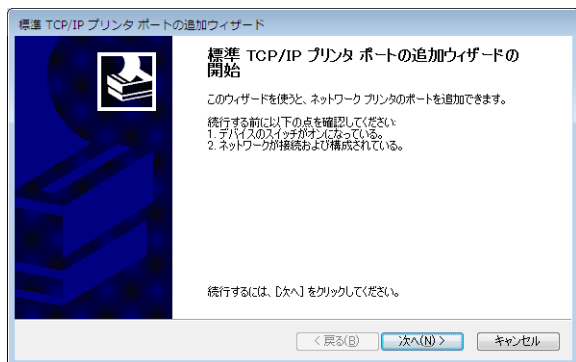 標準 TCP/IP プリンタ ポートの追加ウィザード
標準 TCP/IP プリンタ ポートの追加ウィザードの
開始
このウィザードを使うと、ネットワーク プリンタのポートを追加できます。
続行する前に以下の点を確認してください:
1. デバイスのスイッチがオンになっている。
2. ネットワークが接続および構成されている。
続行するには、[次へ] をクリックしてください。
< 戻る(B)
次へ(N) >
キャンセル